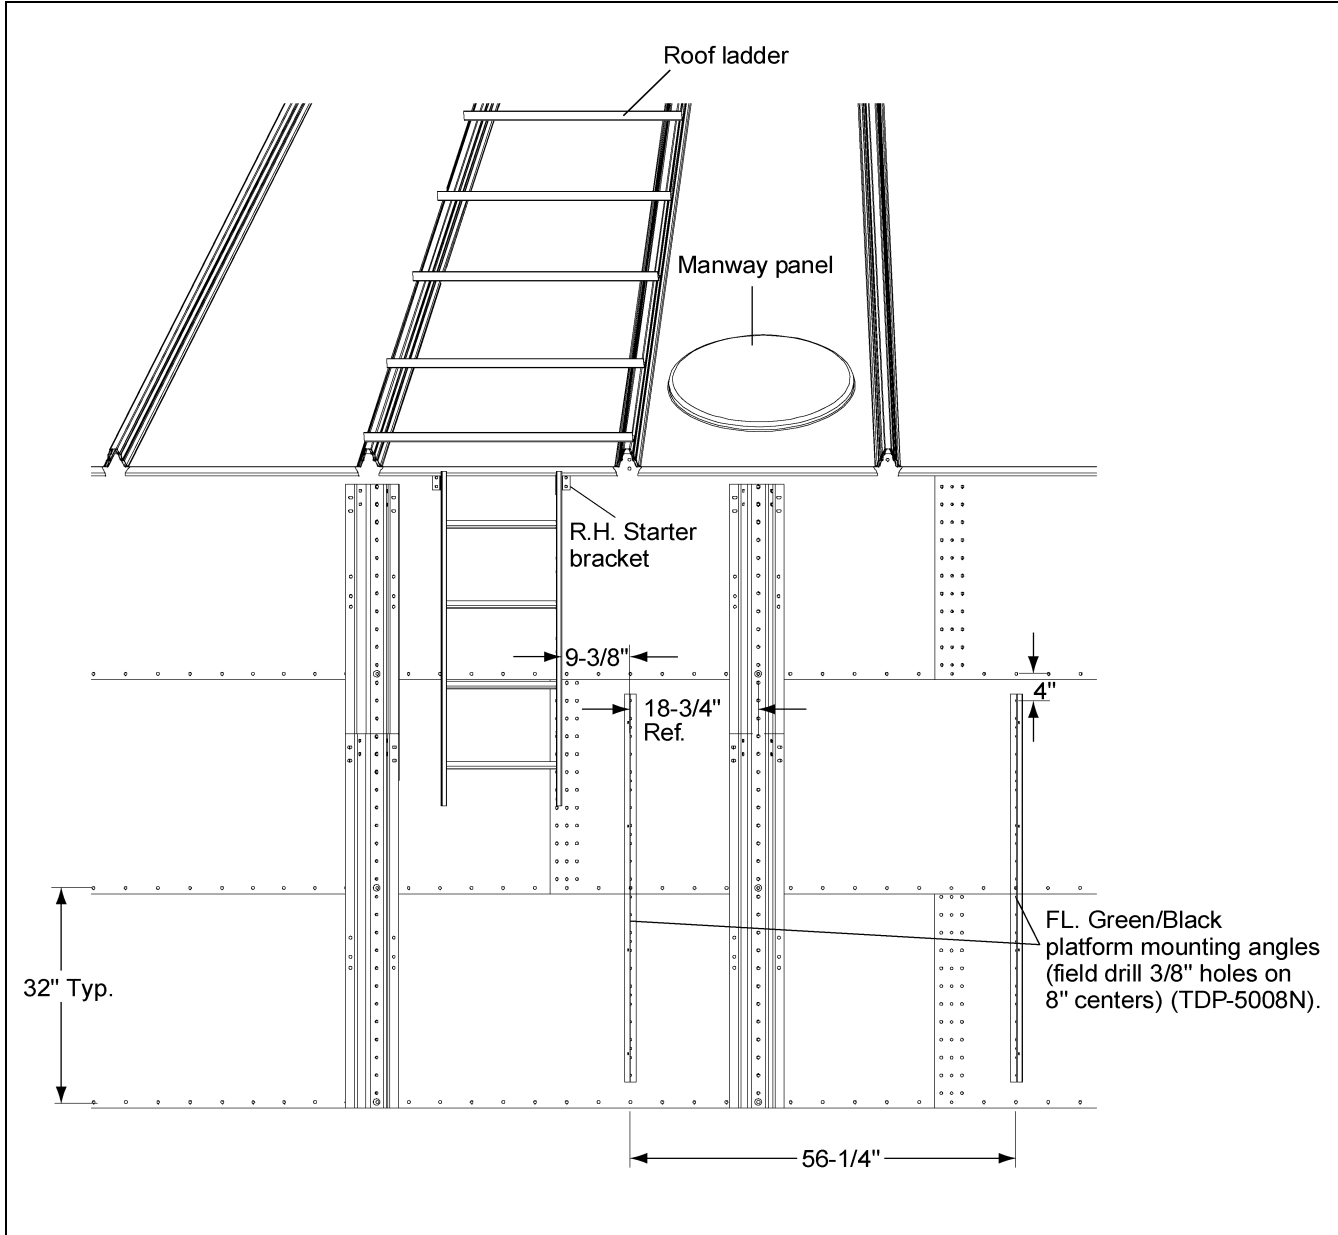 Roof ladder
Manway panel
R.H. Starter
bracket
9-3/8"
4"
18-3/4"
Ref.
FL. Green/Black
platform mounting angles
(field drill 3/8" holes on
8" centers) (TDP-5008N).
32" Typ.
56-1/4"